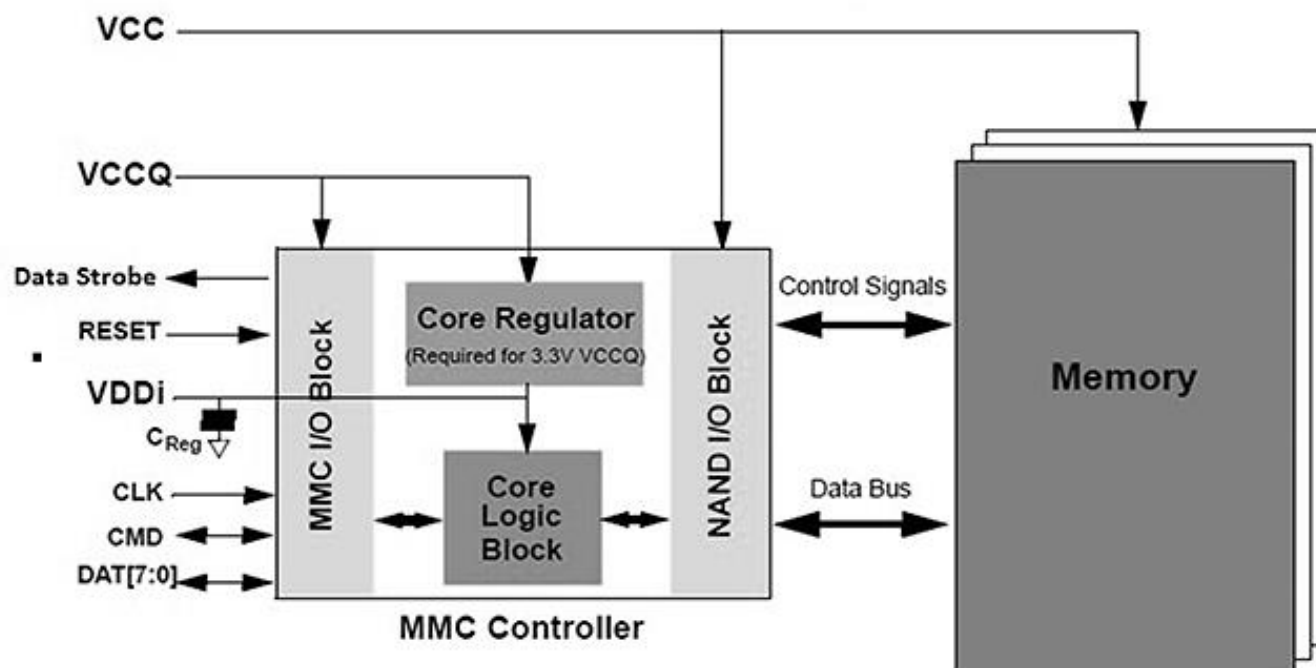 VCC
VCCQ
Data Strobe
RESET
VDDi
CReg
CLK
CMD
DAT[7:0]
MMC I/O Block
Core Regulator
(Required for 3.3V VCCQ)
Core
Logic
Block
NAND I/O Block
MMC Controller
Control Signals
Data Bus
Memory